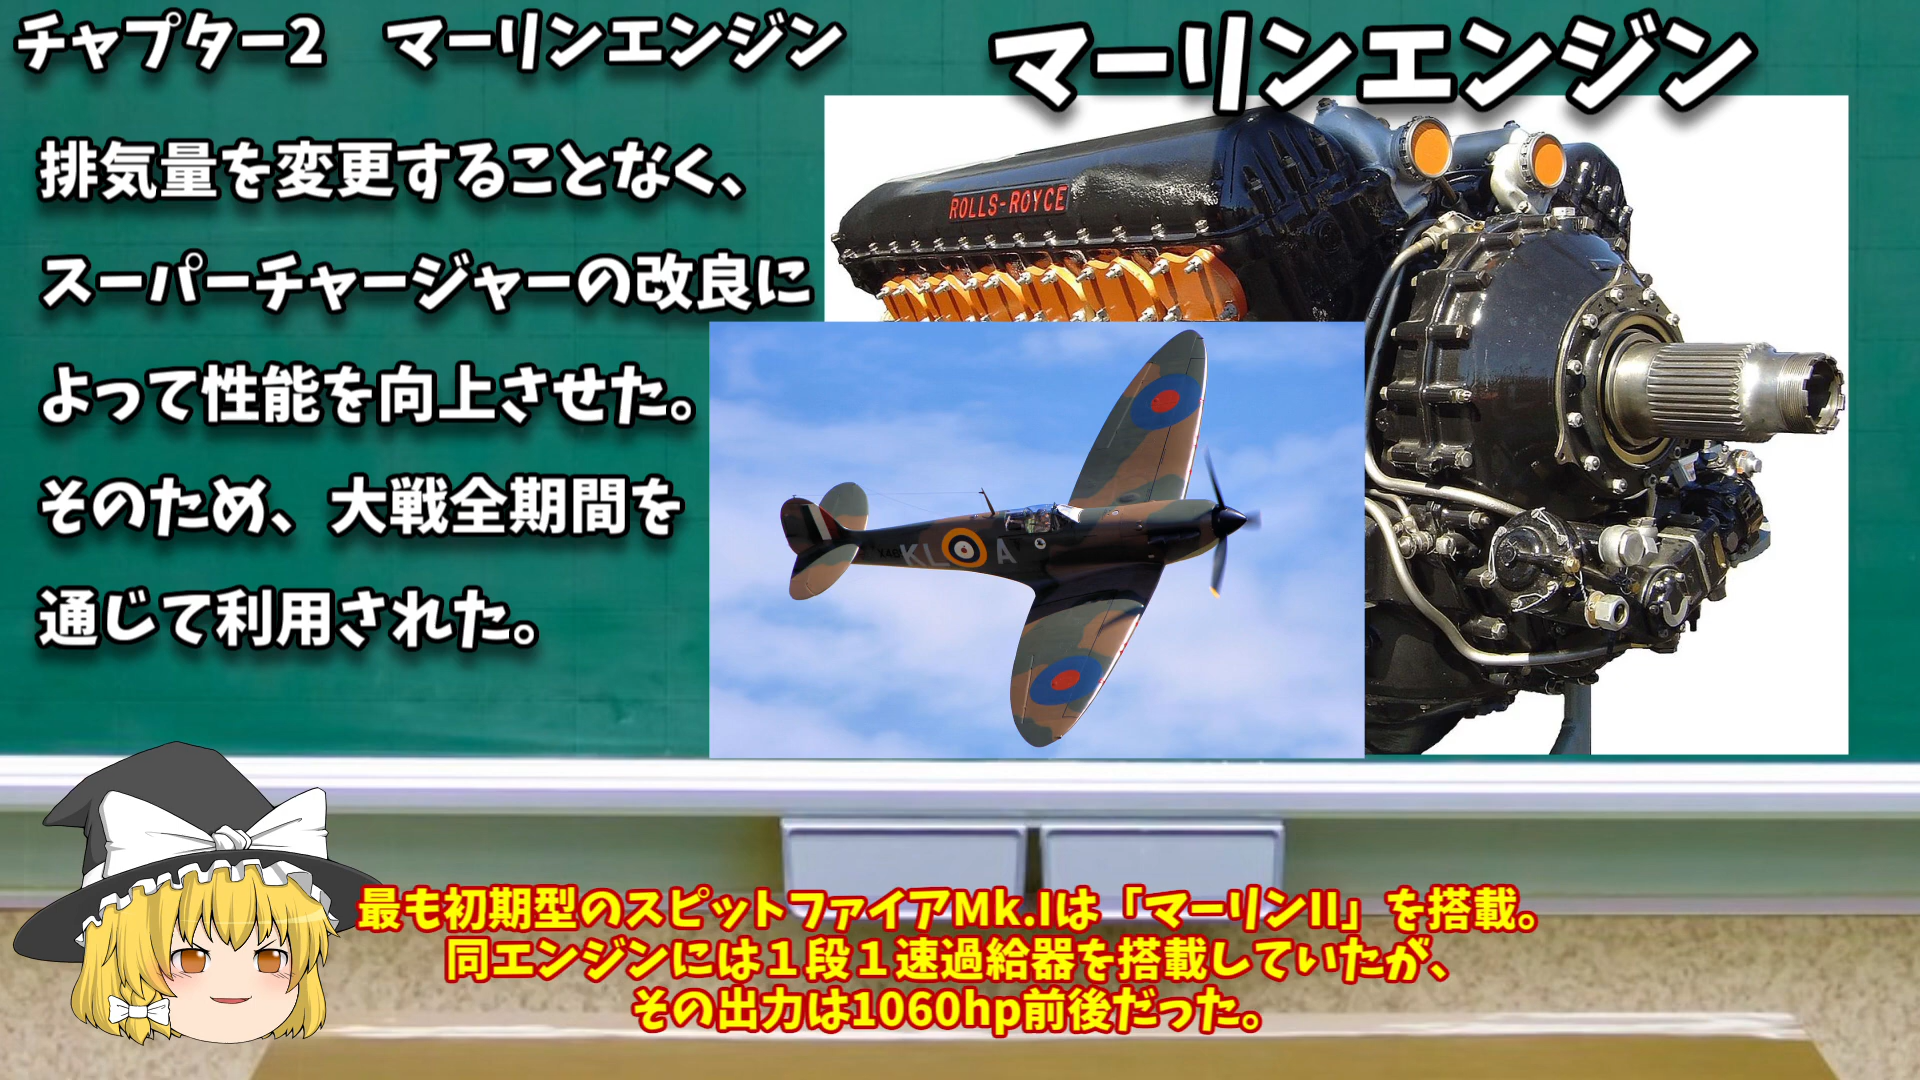 チャプター2　マーリンエンジン
マーリンエンジン
排気量を変更することなく、
スーパーチャージャーの改良に
よって性能を向上させた。
そのため、大戦全期間を
通じて利用された。
ROLLS-ROYCE
KL A
最も初期型のスピットファイアMk.Iは「マーリンII」を搭載。
同エンジンには１段１速過給器を搭載していたが、
その出力は1060hp前後だった。